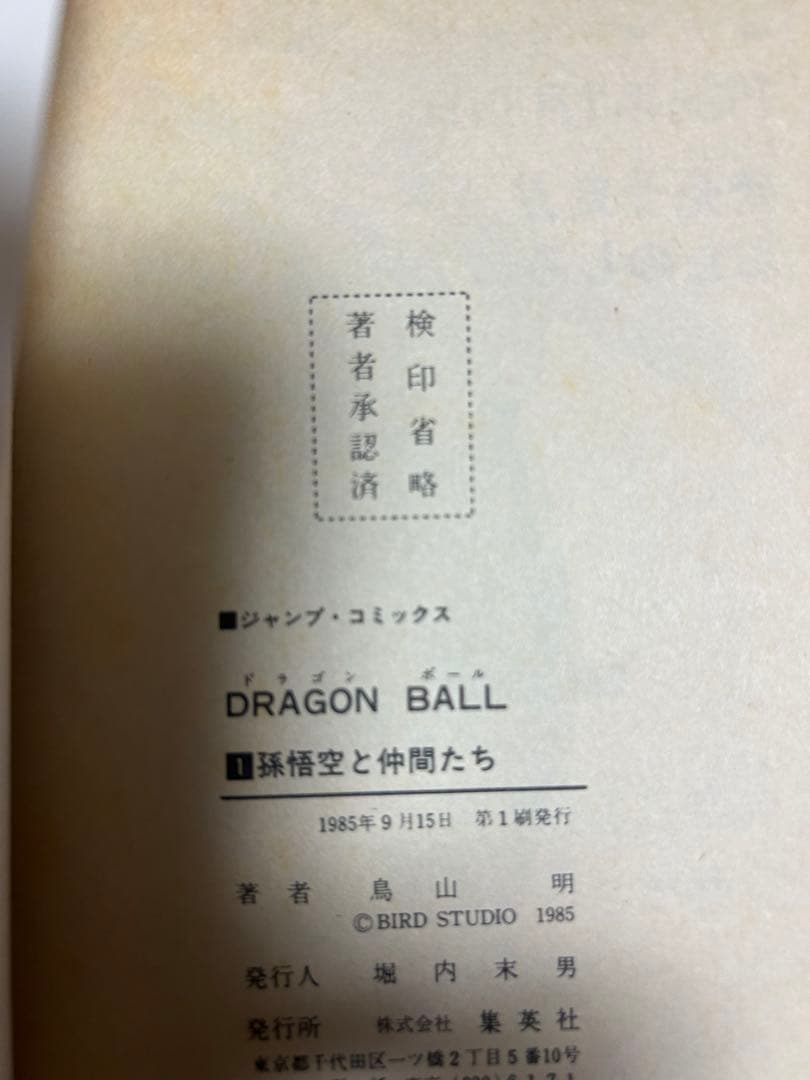 検印省略
著者承認済
■ジャンプ・コミックス
ドラゴン ボール
DRAGON BALL
1 孫悟空と仲間たち
1985年9月15日 第1刷発行
著者 鳥山 明
©BIRD STUDIO 1985
発行人 堀内末男
発行所 株式会社 集英社
東京都千代田区一ツ橋2丁目5番10号